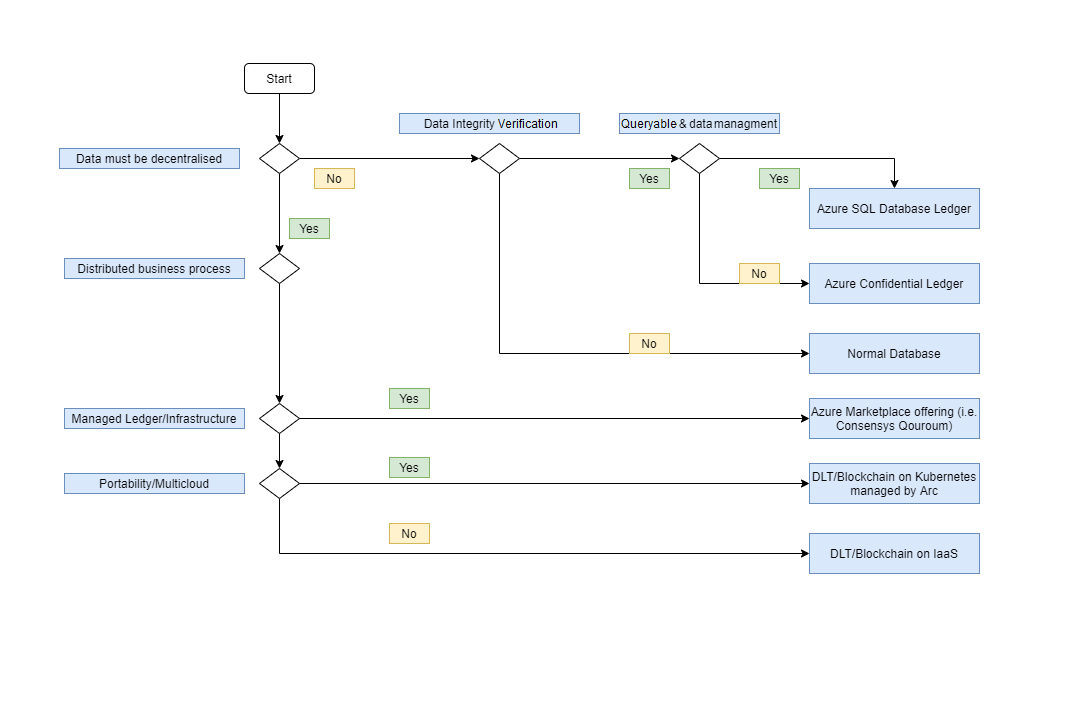 Start
Data Integrity Verification
Queryable & data managment
Data must be decentralised
No
Yes
Yes
Azure SQL Database Ledger
Yes
Distributed business process
No
Azure Confidential Ledger
No
Normal Database
Yes
Managed Ledger/Infrastructure
Azure Marketplace offering (i.e.
Consensys Qouroum)
Yes
Portability/Multicloud
DLT/Blockchain on Kubernetes
managed by Arc
No
DLT/Blockchain on IaaS